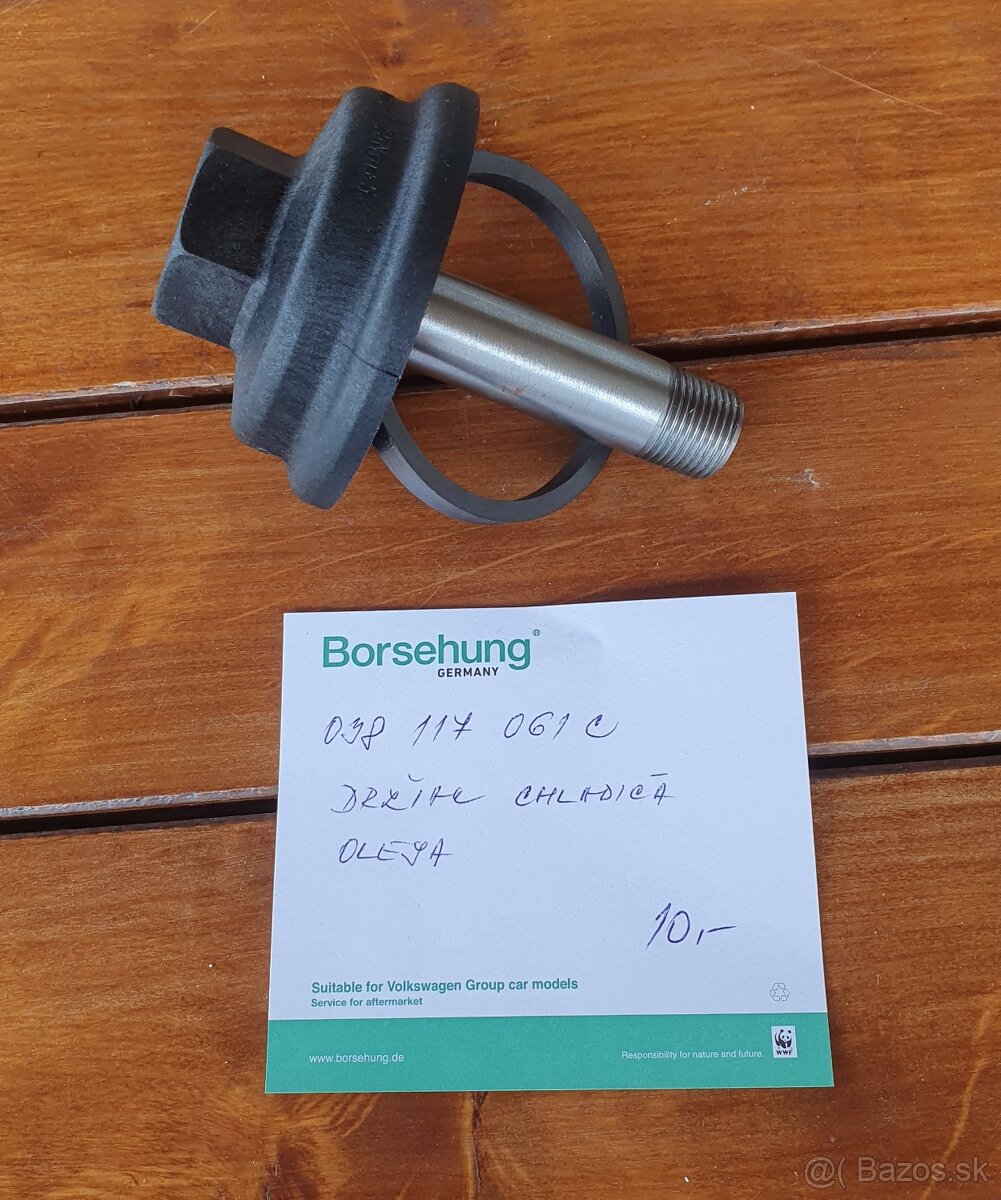 Borsehung®
GERMANY
038 117 061 C
DRŽIAK CHLADIČA
OLEJA
10,-
Suitable for Volkswagen Group car models
Service for aftermarket
www.borsehung.de
Responsibility for nature and future.
WWF
@( Bazos.sk